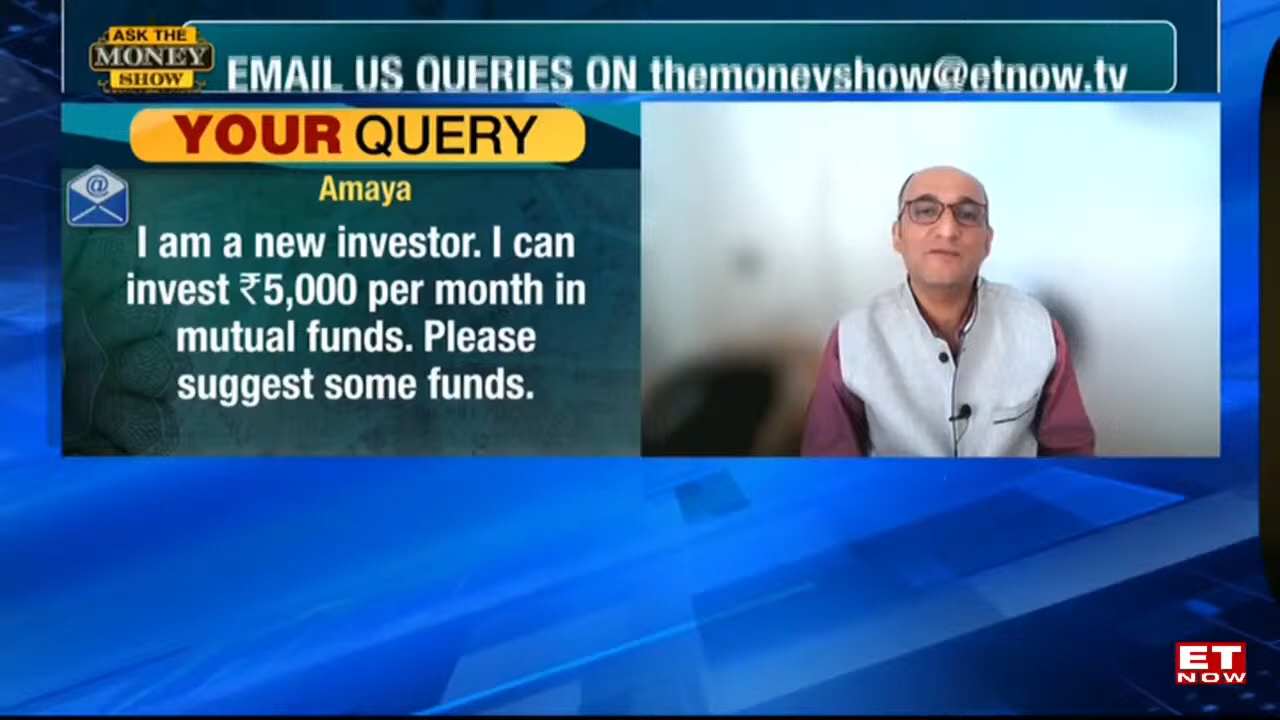 ASK THE
MONEY
SHOW
EMAIL US QUERIES ON themoneyshow@etnow.tv
YOUR QUERY
@
Amaya
I am a new investor. I can
invest ₹5,000 per month in
mutual funds. Please
suggest some funds.
ET
NOW